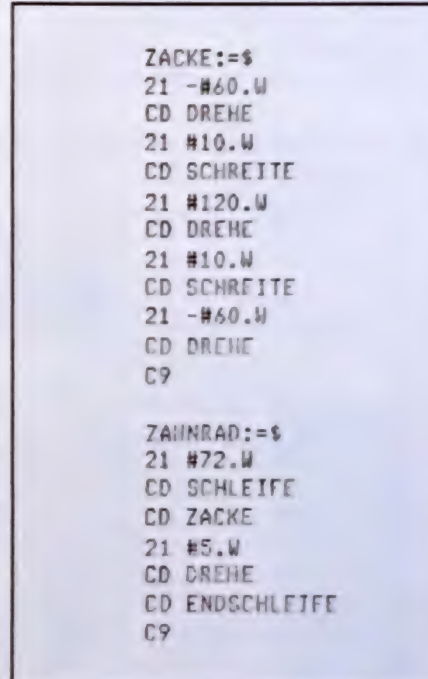 ZACKE:=$
21 -#60.W
CD DREHE
21 #10.W
CD SCHREITE
21 #120.W
CD DREHE
21 #10.W
CD SCHREITE
21 -#60.W
CD DREHE
C9
ZAHNRAD:=$
21 #72.W
CD SCHLEIFE
CD ZACKE
21 #5.W
CD DREHE
CD ENDSCHLEIFE
C9